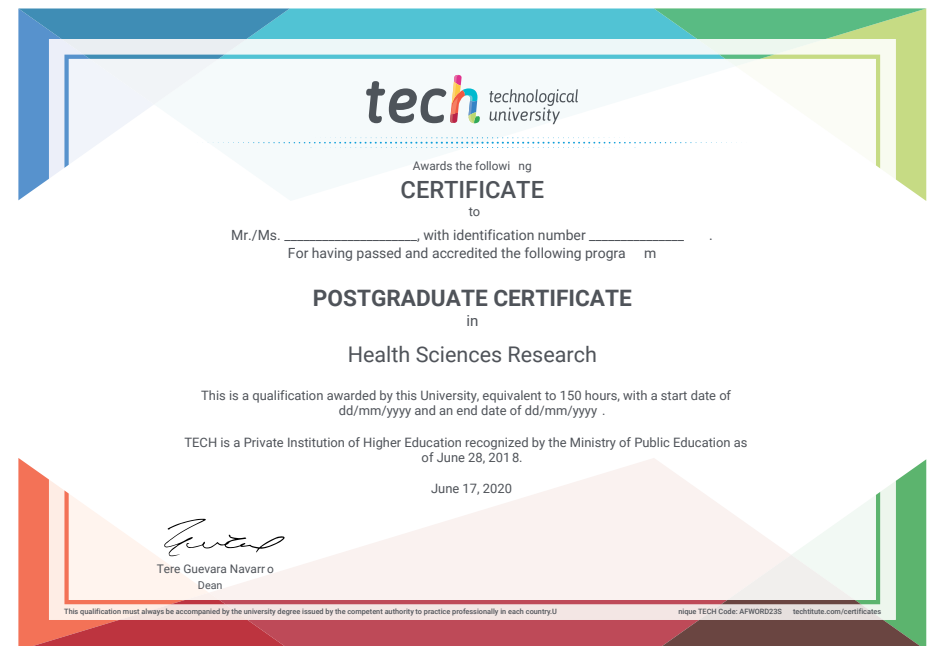 tech technological
university
Awards the followi ng
CERTIFICATE
to
Mr./Ms. ____________________, with identification number ______________ .
For having passed and accredited the following progra m
POSTGRADUATE CERTIFICATE
in
Health Sciences Research
This is a qualification awarded by this University, equivalent to 150 hours, with a start date of
dd/mm/yyyy and an end date of dd/mm/yyyy .
TECH is a Private Institution of Higher Education recognized by the Ministry of Public Education as
of June 28, 2018.
June 17, 2020
Tere Guevara Navarr o
Dean
This qualification must always be accompanied by the university degree issued by the competent authority to practice professionally in each country.U nique TECH Code: AFWORD23S techtitute.com/certificates